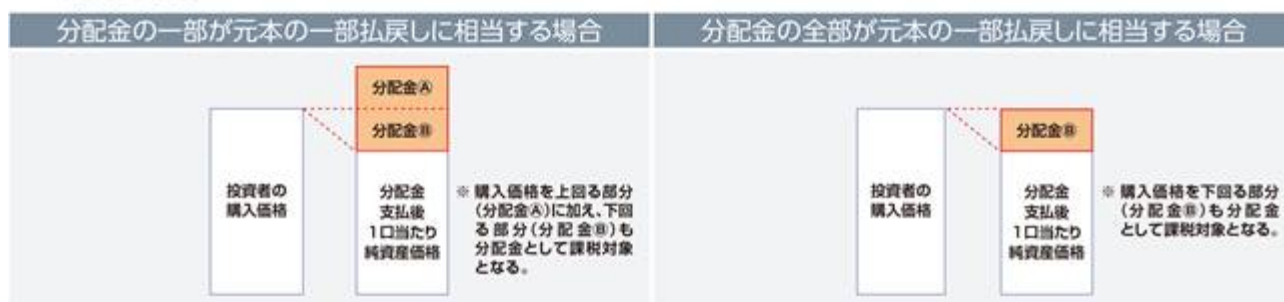 分配金の一部が元本の一部払戻しに相当する場合
分配金Ⓐ
分配金Ⓑ
投資者の
購入価格
分配金
支払後
1口当たり
純資産価格
※ 購入価格を上回る部分
(分配金Ⓐ)に加え、下回
る部分(分配金Ⓑ)も
分配金として課税対象
となる。
分配金の全部が元本の一部払戻しに相当する場合
分配金Ⓑ
投資者の
購入価格
分配金
支払後
1口当たり
純資産価格
※ 購入価格を下回る部分
(分配金Ⓑ)も分配金
として課税対象となる。